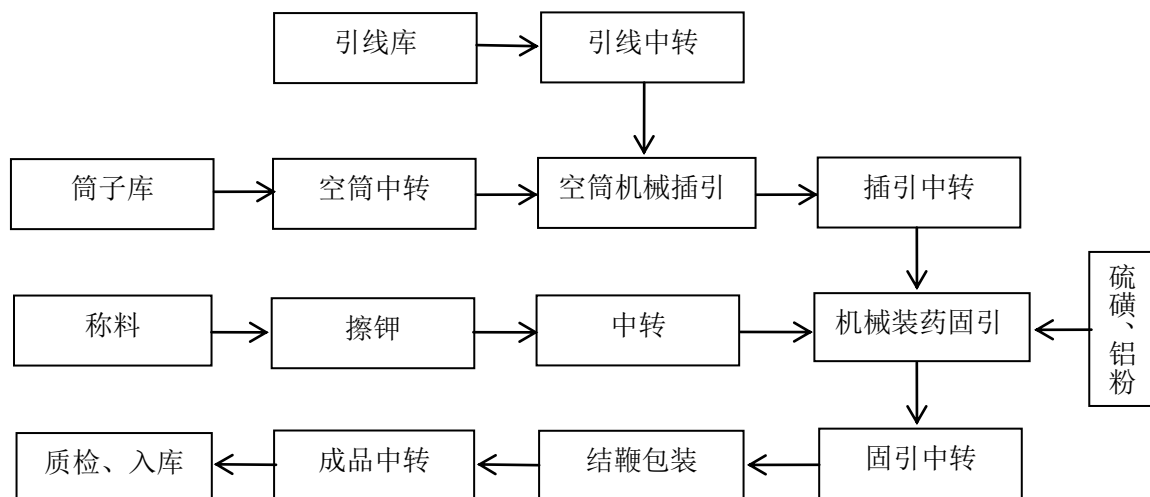 引线库
引线中转
筒子库
空筒中转
空筒机械插引
插引中转
称料
擦钾
中转
机械装药固引
硫磺、铝粉
质检、入库
成品中转
结鞭包装
固引中转